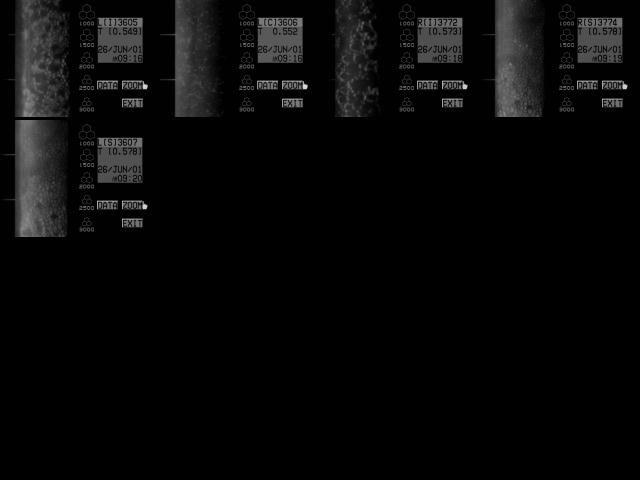 L[I]3605
T [0.549]
26/JUN/01
09:16
1000
1500
2000
2500
3000
DATA ZOOM
EXIT
L[C]3606
T 0.552
26/JUN/01
09:16
1000
1500
2000
2500
3000
DATA ZOOM
EXIT
R[I]3772
T [0.573]
26/JUN/01
09:18
1000
1500
2000
2500
3000
DATA ZOOM
EXIT
R[S]3774
T [0.578]
26/JUN/01
09:19
1000
1500
2000
2500
3000
DATA ZOOM
EXIT
L[S]3607
T [0.578]
26/JUN/01
09:20
1000
1500
2000
2500
3000
DATA ZOOM
EXIT